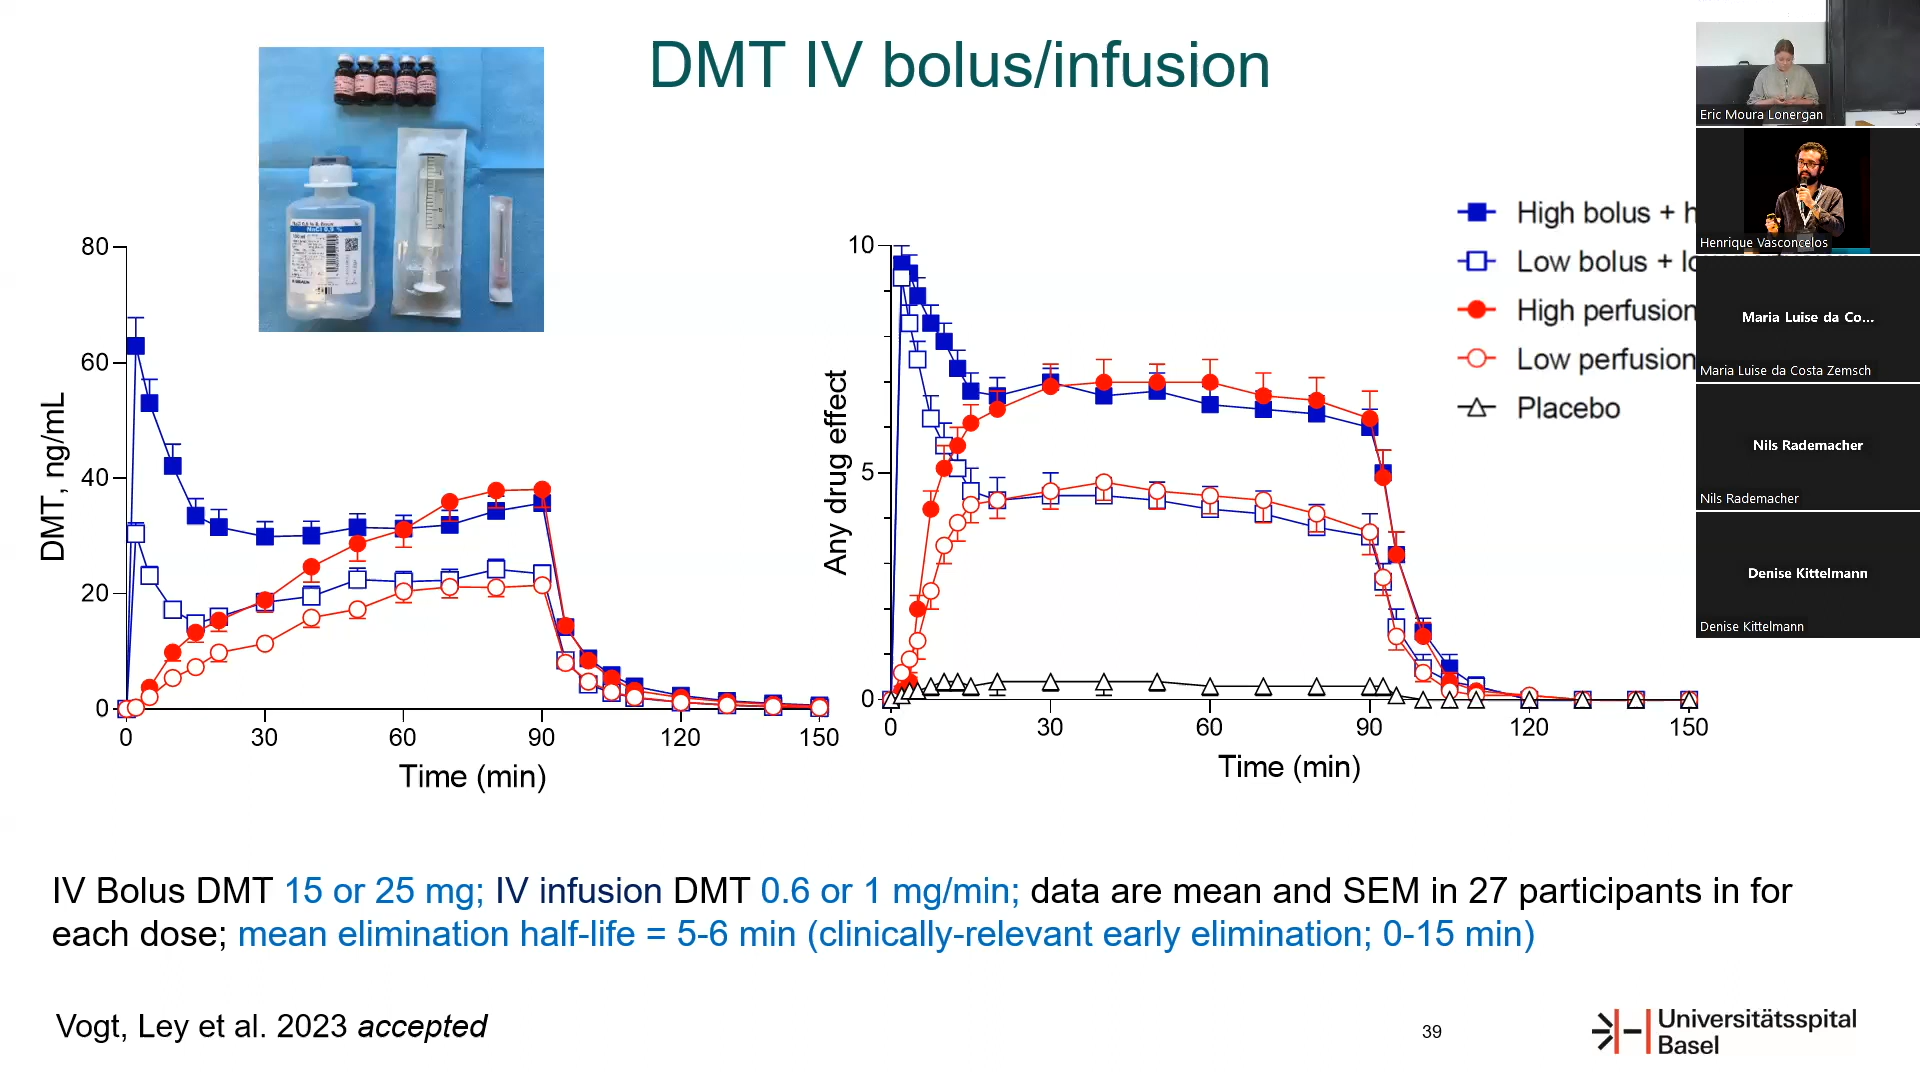 DMT IV bolus/infusion
NaCl 0,9 %
80
60
40
20
0
DMT, ng/mL
0 30 60 90 120 150
Time (min)
10
5
0
Any drug effect
0 30 60 90 120 150
Time (min)
High bolus + h
Low bolus + lo
High perfusion
Low perfusion
Placebo
Eric Moura Lonergan
Henrique Vasconcelos
Maria Luise da Co...
Maria Luise da Costa Zemsch
Nils Rademacher
Nils Rademacher
Denise Kittelmann
Denise Kittelmann
IV Bolus DMT 15 or 25 mg; IV infusion DMT 0.6 or 1 mg/min; data are mean and SEM in 27 participants in for
each dose; mean elimination half-life = 5-6 min (clinically-relevant early elimination; 0-15 min)
Vogt, Ley et al. 2023 accepted
39
Universitätsspital
Basel